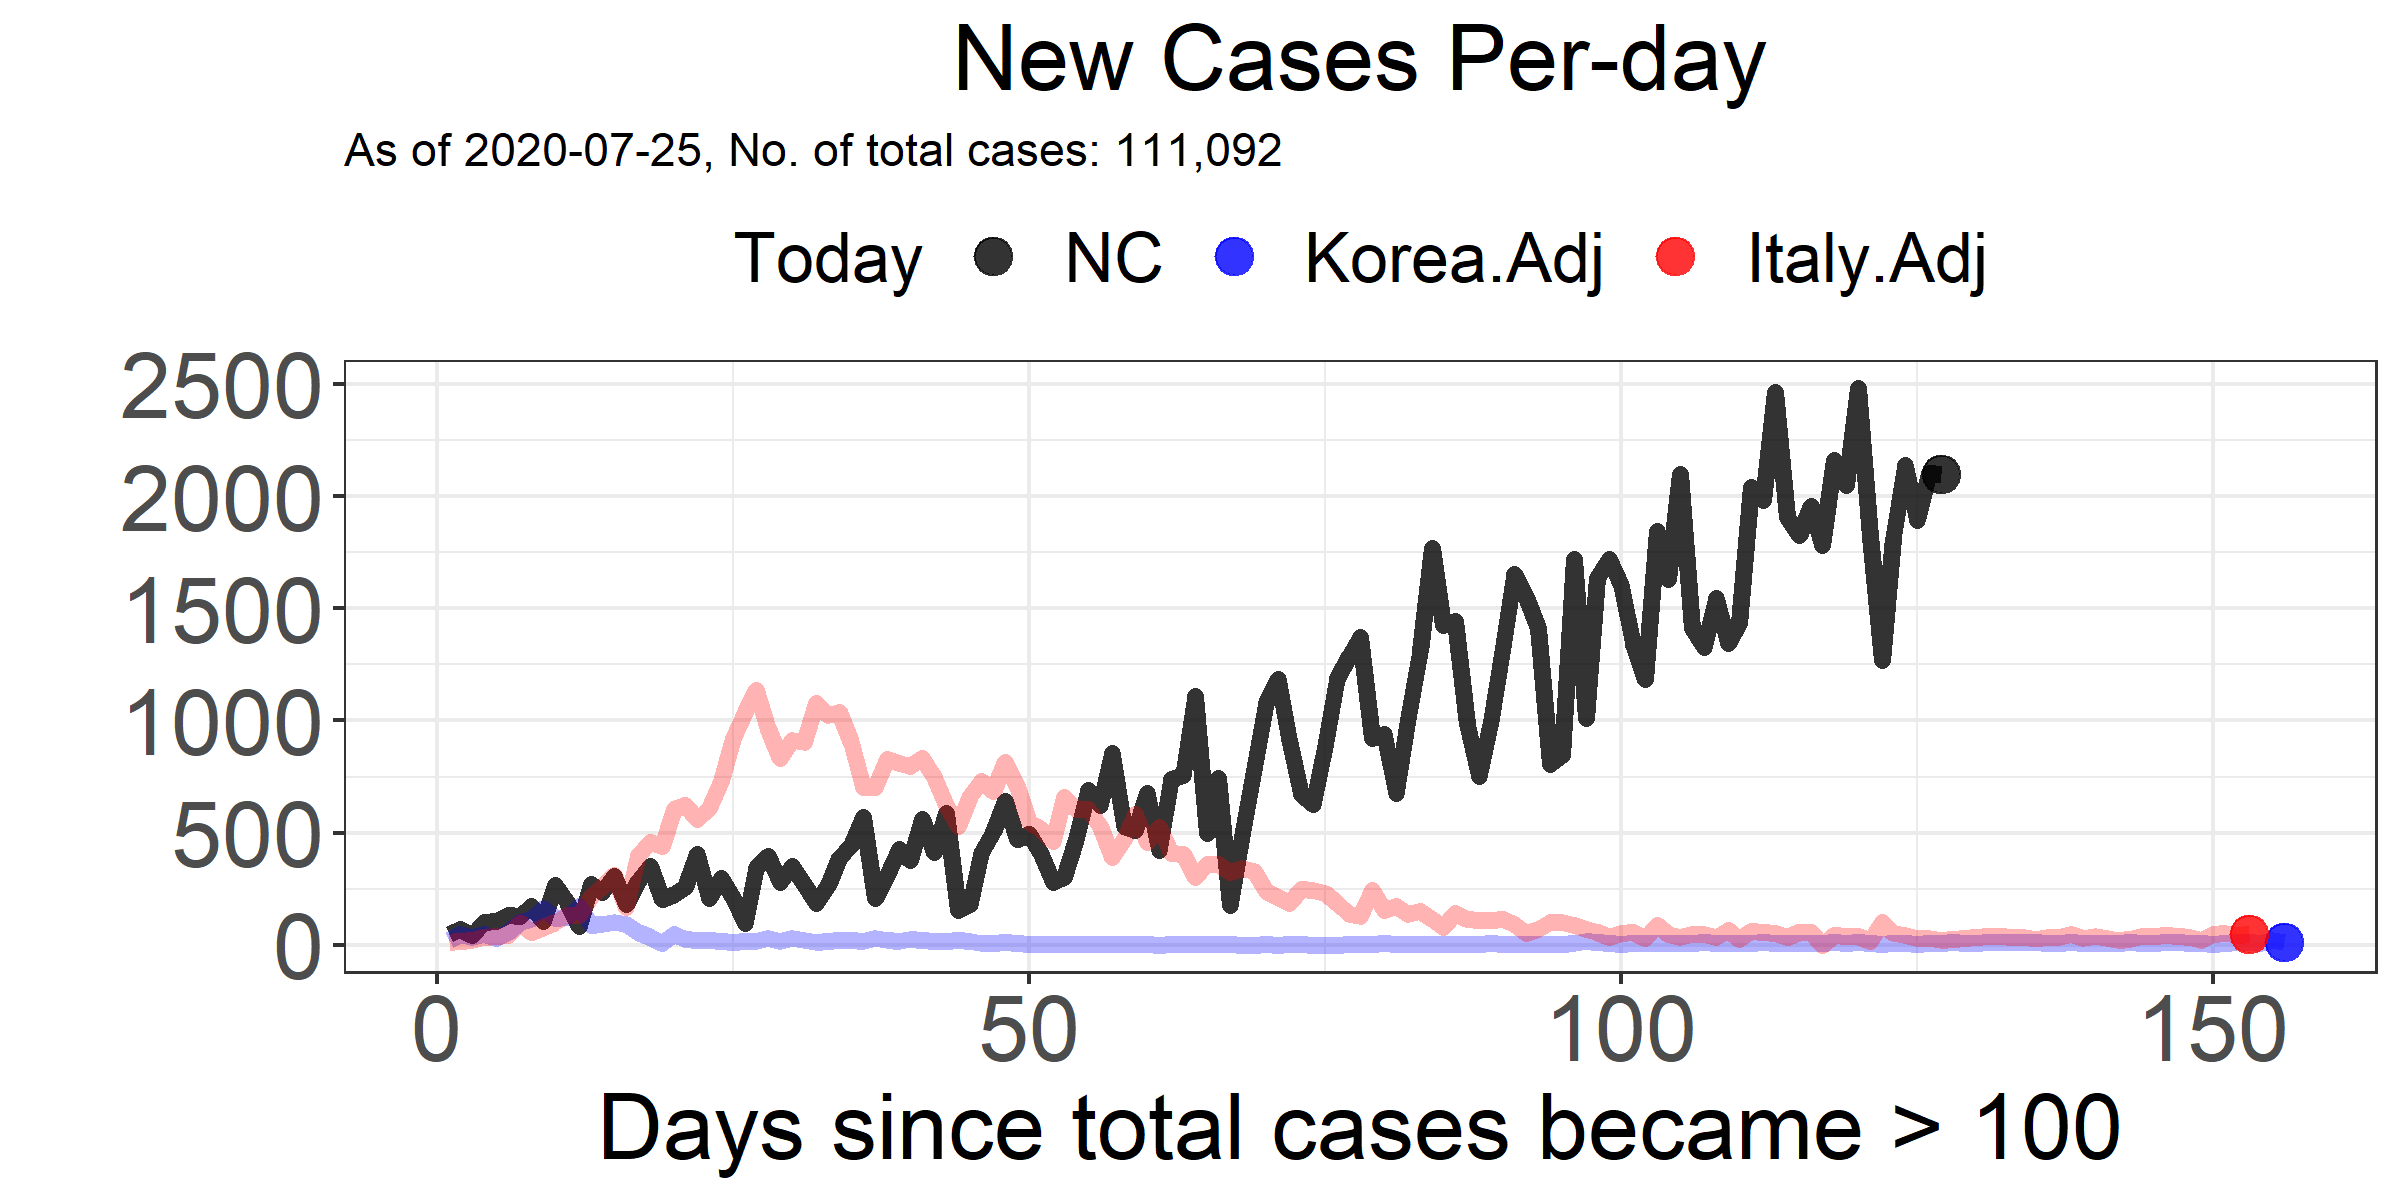 New Cases Per-day
As of 2020-07-25, No. of total cases: 111,092
Today NC Korea.Adj Italy.Adj
2500
2000
1500
1000
500
0
0 50 100 150
Days since total cases became > 100